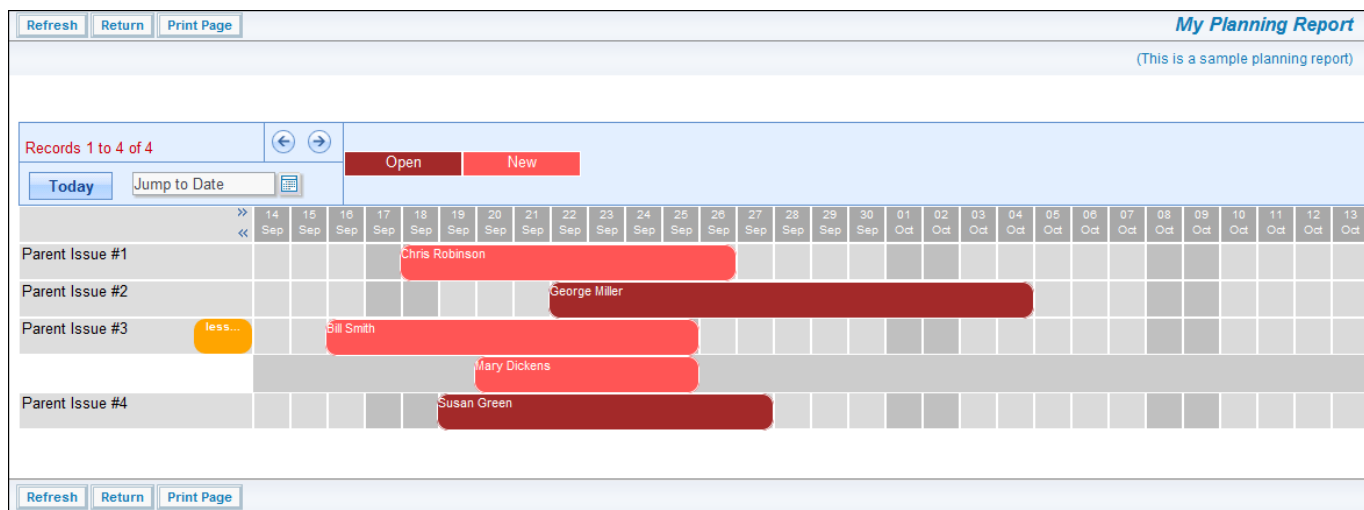 Refresh Return Print Page My Planning Report
(This is a sample planning report)
Records 1 to 4 of 4
Open New
Today Jump to Date
» 14 15 16 17 18 19 20 21 22 23 24 25 26 27 28 29 30 01 02 03 04 05 06 07 08 09 10 11 12 13
« Sep Sep Sep Sep Sep Sep Sep Sep Sep Sep Sep Sep Sep Sep Sep Sep Sep Oct Oct Oct Oct Oct Oct Oct Oct Oct Oct Oct Oct Oct
Parent Issue #1 Chris Robinson
Parent Issue #2 George Miller
Parent Issue #3 less... Bill Smith
Mary Dickens
Parent Issue #4 Susan Green
Refresh Return Print Page